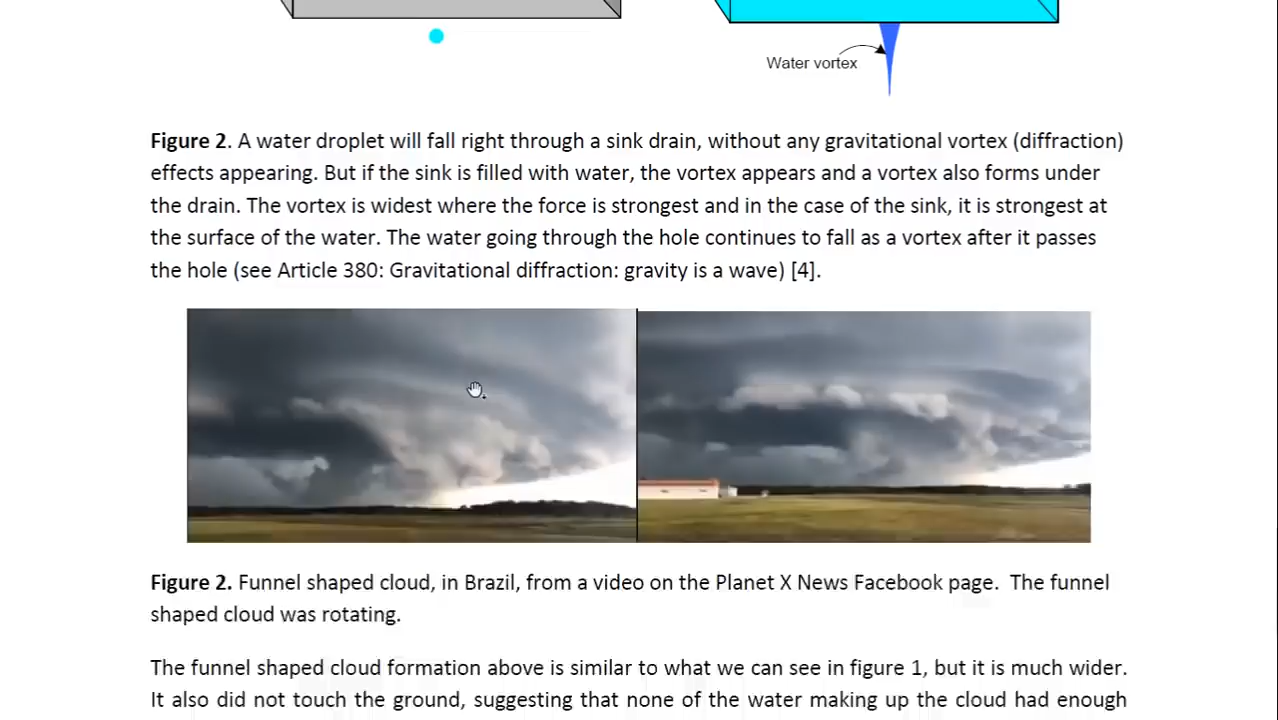 Water vortex
Figure 2. A water droplet will fall right through a sink drain, without any gravitational vortex (diffraction)
effects appearing. But if the sink is filled with water, the vortex appears and a vortex also forms under
the drain. The vortex is widest where the force is strongest and in the case of the sink, it is strongest at
the surface of the water. The water going through the hole continues to fall as a vortex after it passes
the hole (see Article 380: Gravitational diffraction: gravity is a wave) [4].
Figure 2. Funnel shaped cloud, in Brazil, from a video on the Planet X News Facebook page. The funnel
shaped cloud was rotating.
The funnel shaped cloud formation above is similar to what we can see in figure 1, but it is much wider.
It also did not touch the ground, suggesting that none of the water making up the cloud had enough